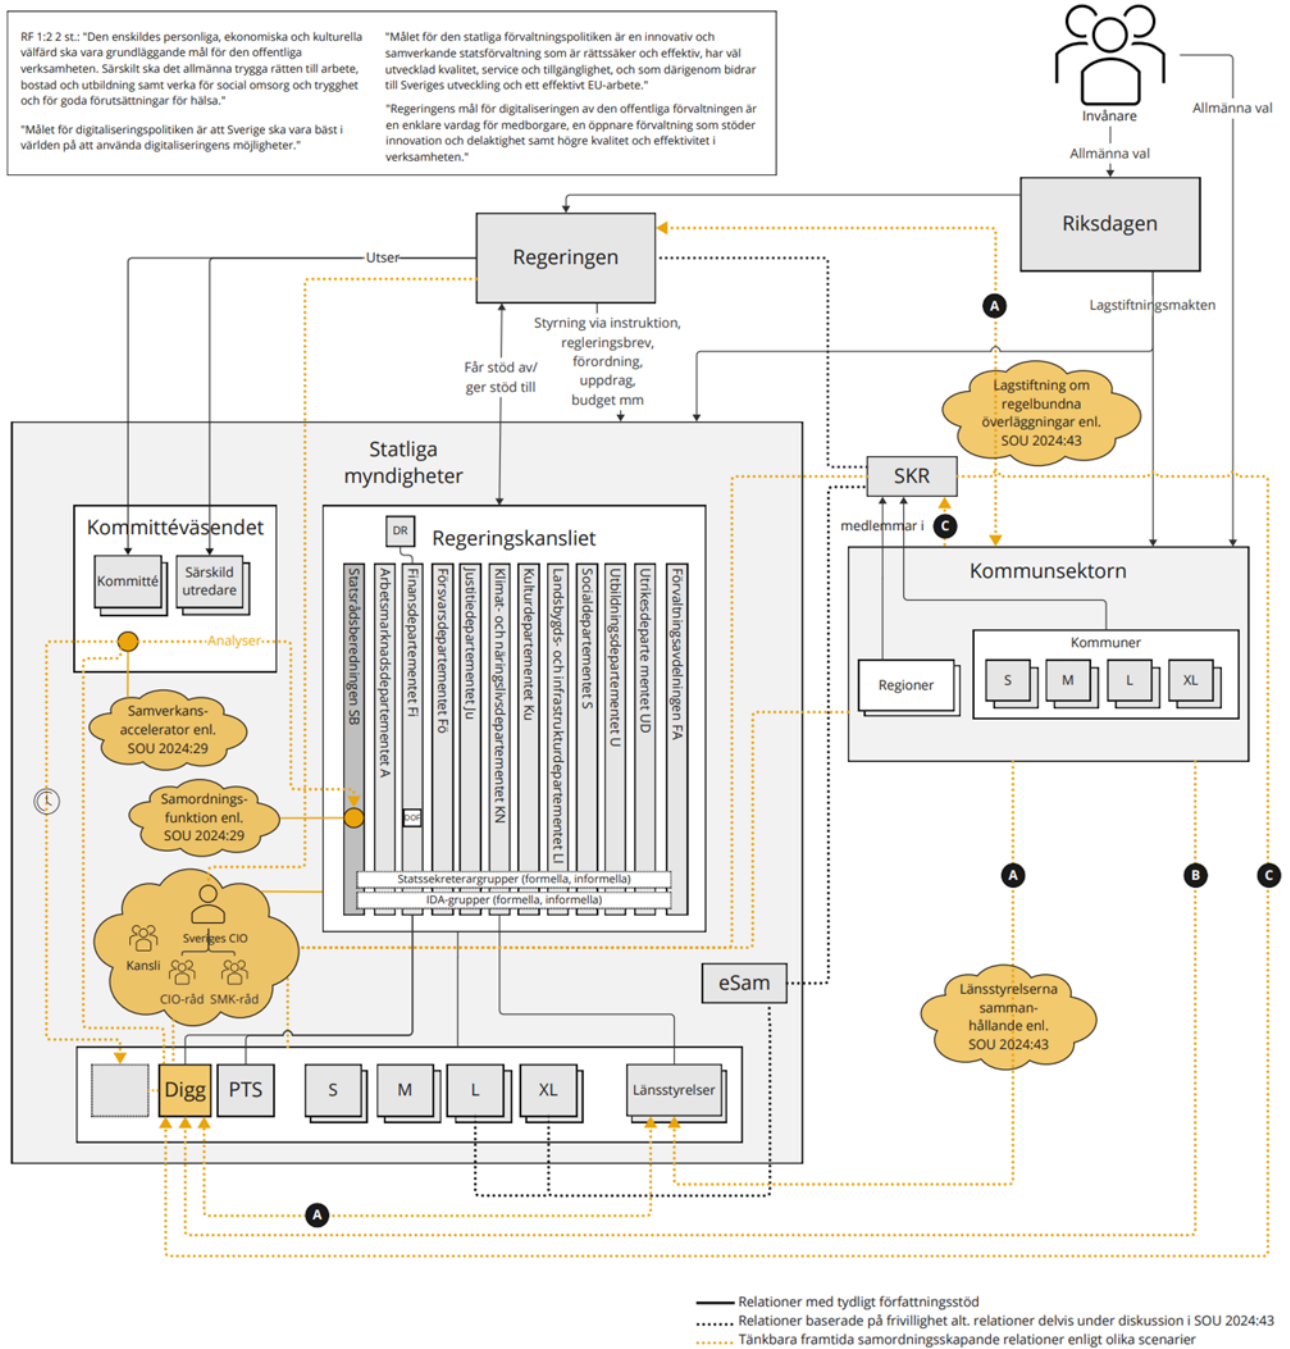 RF 1:2 2 st.: "Den enskildes personliga, ekonomiska och kulturella
välfärd ska vara grundläggande mål för den offentliga
verksamheten. Särskilt ska det allmänna trygga rätten till arbete,
bostad och utbildning samt verka för social omsorg och trygghet
och för goda förutsättningar för hälsa."
"Målet för digitaliseringspolitiken är att Sverige ska vara bäst i
världen på att använda digitaliseringens möjligheter."
"Målet för den statliga förvaltningspolitiken är en innovativ och
samverkande statsförvaltning som är rättssäker och effektiv, har väl
utvecklad kvalitet, service och tillgänglighet, och som därigenom bidrar
till Sveriges utveckling och ett effektivt EU-arbete."
"Regeringens mål för digitaliseringen av den offentliga förvaltningen är
en enklare vardag för medborgare, en öppnare förvaltning som stöder
innovation och delaktighet samt högre kvalitet och effektivitet i
verksamheten."
Invånare
Allmänna val
Allmänna val
Riksdagen
Regeringen
Utser
Lagstiftningsmakten
A
Styrning via instruktion,
regleringsbrev,
förordning,
uppdrag,
budget mm
Får stöd av/
ger stöd till
Lagstiftning om
regelbundna
överläggningar enl.
SOU 2024:43
Statliga
myndigheter
SKR
medlemmar i
C
Kommittéväsendet
Kommitté
Särskild
utredare
Analyser
DR
Regeringskansliet
Statsrådsberedningen SB
Arbetsmarknadsdepartementet A
Finansdepartementet Fi
Försvarsdepartementet Fö
Justitiedepartementet Ju
Klimat- och näringslivsdepartementet KN
Kulturdepartementet Ku
Landsbygds- och infrastrukturdepartementet LI
Socialdepartementet S
Utbildningsdepartementet U
Utrikesdeparte mentet UD
Förvaltningsavdelningen FA
DOF
Statssekreterargrupper (formella, informella)
IDA-grupper (formella, informella)
Kommunsektorn
Kommuner
Regioner
S
M
L
XL
Samverkans-
accelerator enl.
SOU 2024:29
Samordnings-
funktion enl.
SOU 2024:29
Sveriges CIO
Kansli
CIO-råd
SMK-råd
A
B
C
eSam
Länsstyrelserna
samman-
hållande enl.
SOU 2024:43
Digg
PTS
S
M
L
XL
Länsstyrelser
A
Relationer med tydligt författningsstöd
Relationer baserade på frivillighet alt. relationer delvis under diskussion i SOU 2024:43
Tänkbara framtida samordningsskapande relationer enligt olika scenarier